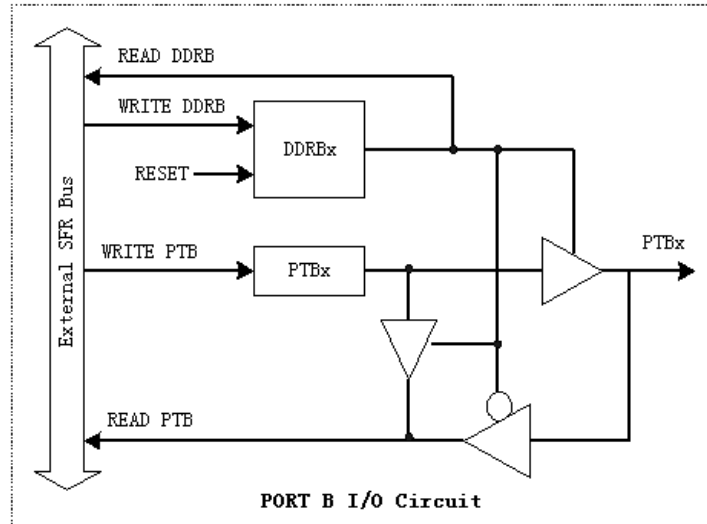 READ DDRB
WRITE DDRB
DDRBx
RESET
WRITE PTB
PTBx
PTBx
External SFR Bus
READ PTB
PORT B I/O Circuit